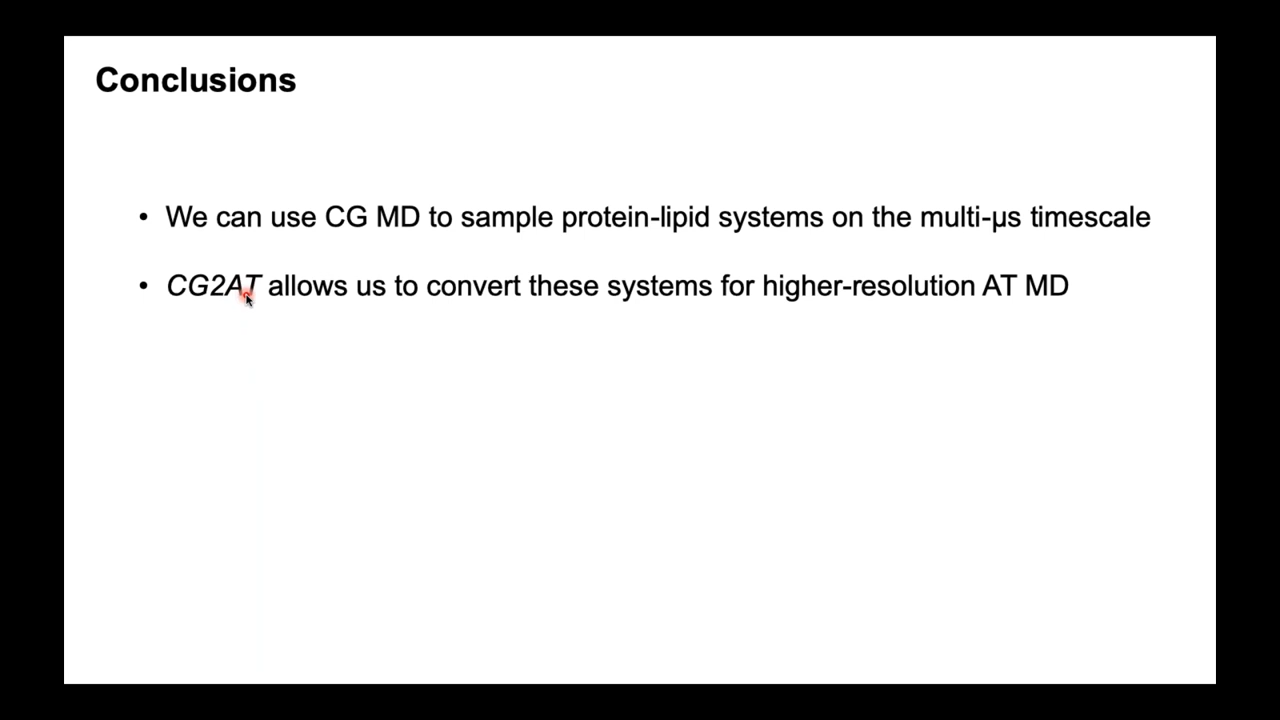 Conclusions
• We can use CG MD to sample protein-lipid systems on the multi-µs timescale
• CG2AT allows us to convert these systems for higher-resolution AT MD